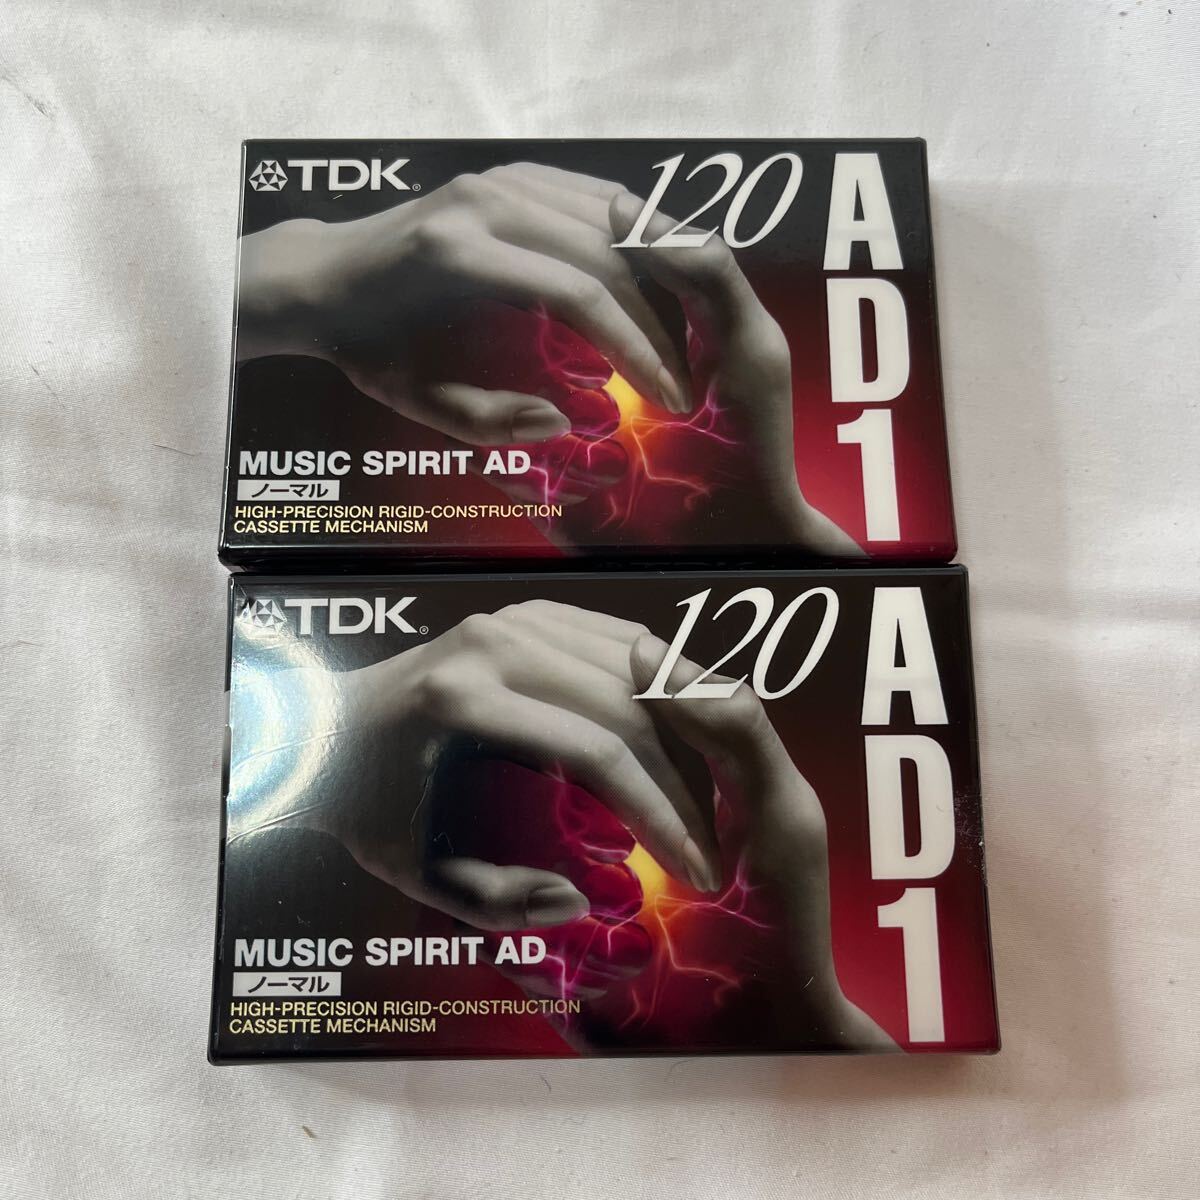 TDK®
120
AD1
MUSIC SPIRIT AD
ノーマル
HIGH-PRECISION RIGID-CONSTRUCTION
CASSETTE MECHANISM
TDK®
120
AD1
MUSIC SPIRIT AD
ノーマル
HIGH-PRECISION RIGID-CONSTRUCTION
CASSETTE MECHANISM